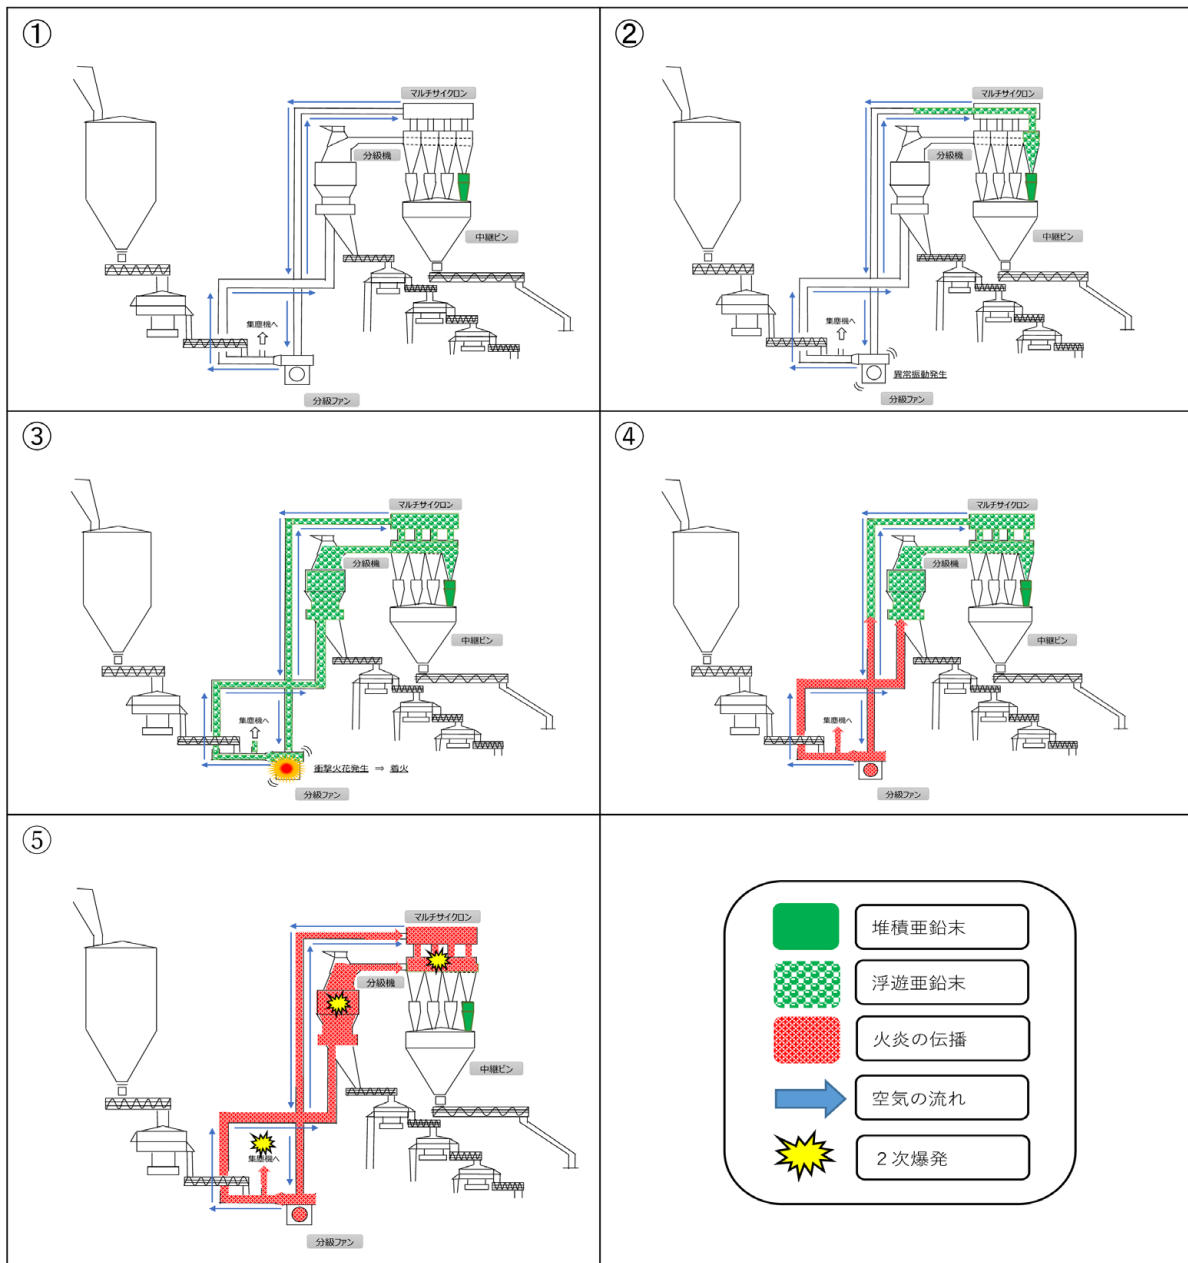 ①
マルチサイクロン
分級機
中継ビン
集塵機へ
分級ファン
②
マルチサイクロン
分級機
中継ビン
集塵機へ
異常振動発生
分級ファン
③
マルチサイクロン
分級機
中継ビン
集塵機へ
衝撃火花発生 ⇒ 着火
分級ファン
④
マルチサイクロン
分級機
中継ビン
集塵機へ
分級ファン
⑤
マルチサイクロン
分級機
中継ビン
集塵機へ
分級ファン
堆積亜鉛末
浮遊亜鉛末
火炎の伝播
空気の流れ
２次爆発